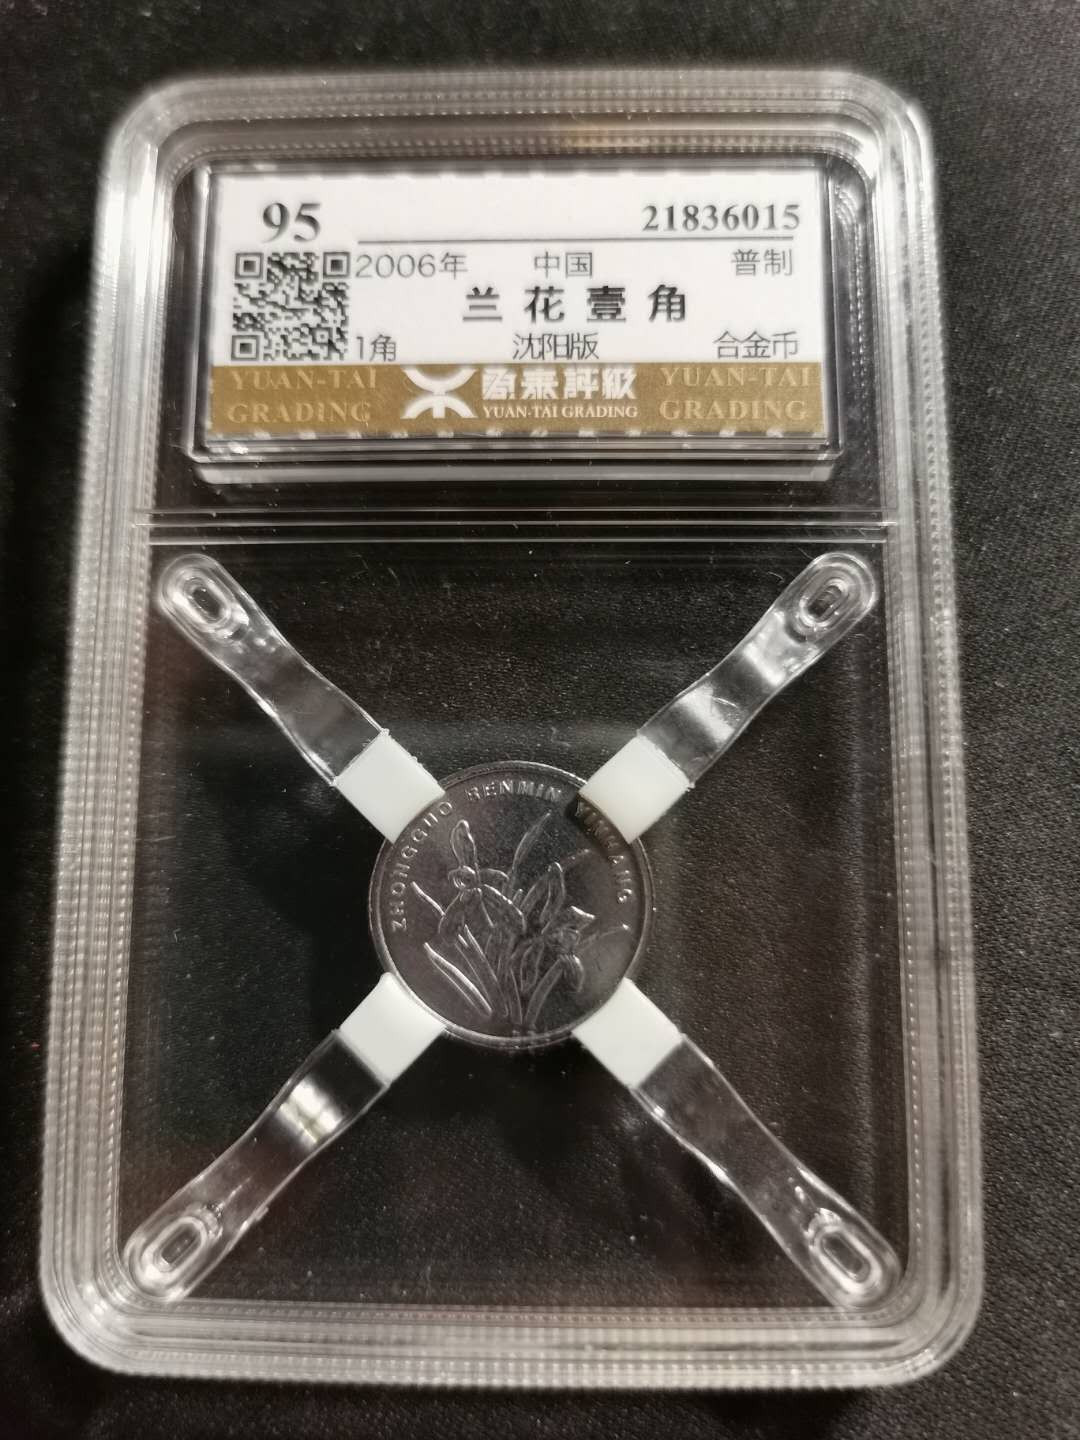 95 21836015
2006年 中国 普制
兰花壹角
1角 沈阳版 合金币
YUAN-TAI GRADING
源泰評級
YUAN-TAI GRADING
YUAN-TAI GRADING
ZHONGGUO RENMIN YINHANG